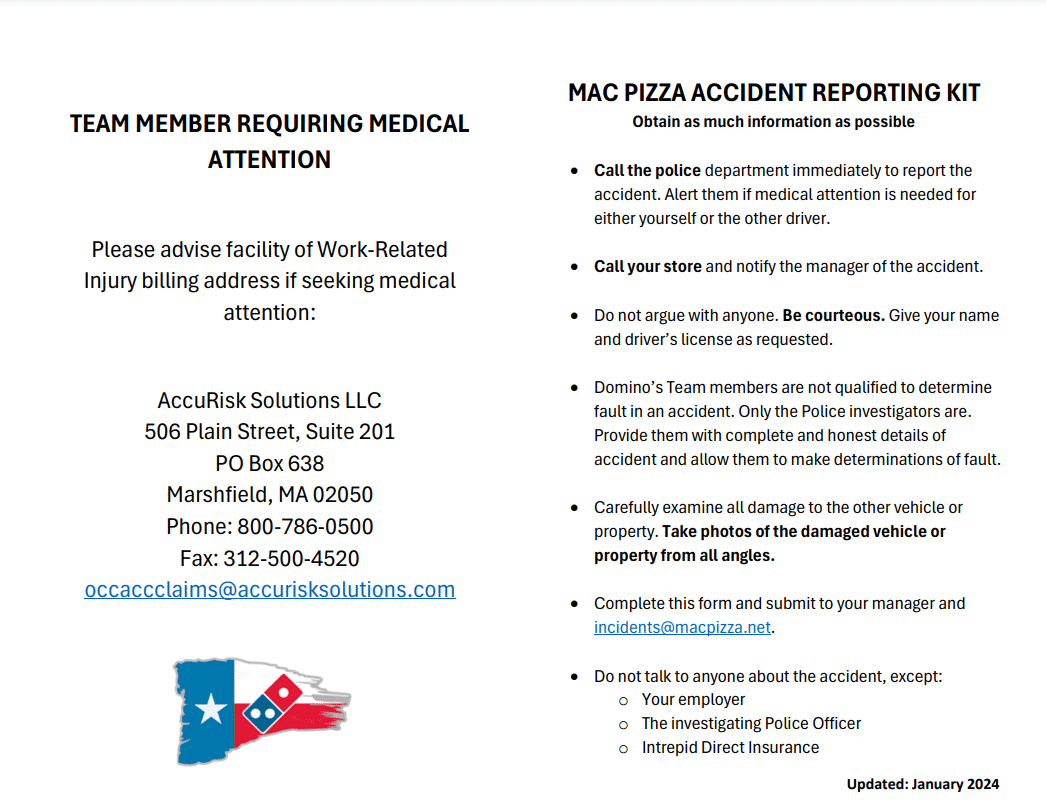 TEAM MEMBER REQUIRING MEDICAL
ATTENTION
Please advise facility of Work-Related
Injury billing address if seeking medical
attention:
AccuRisk Solutions LLC
506 Plain Street, Suite 201
PO Box 638
Marshfield, MA 02050
Phone: 800-786-0500
Fax: 312-500-4520
occaccclaims@accurisksolutions.com
MAC PIZZA ACCIDENT REPORTING KIT
Obtain as much information as possible
• Call the police department immediately to report the
accident. Alert them if medical attention is needed for
either yourself or the other driver.
• Call your store and notify the manager of the accident.
• Do not argue with anyone. Be courteous. Give your name
and driver’s license as requested.
• Domino’s Team members are not qualified to determine
fault in an accident. Only the Police investigators are.
Provide them with complete and honest details of
accident and allow them to make determinations of fault.
• Carefully examine all damage to the other vehicle or
property. Take photos of the damaged vehicle or
property from all angles.
• Complete this form and submit to your manager and
incidents@macpizza.net.
• Do not talk to anyone about the accident, except:
o Your employer
o The investigating Police Officer
o Intrepid Direct Insurance
Updated: January 2024